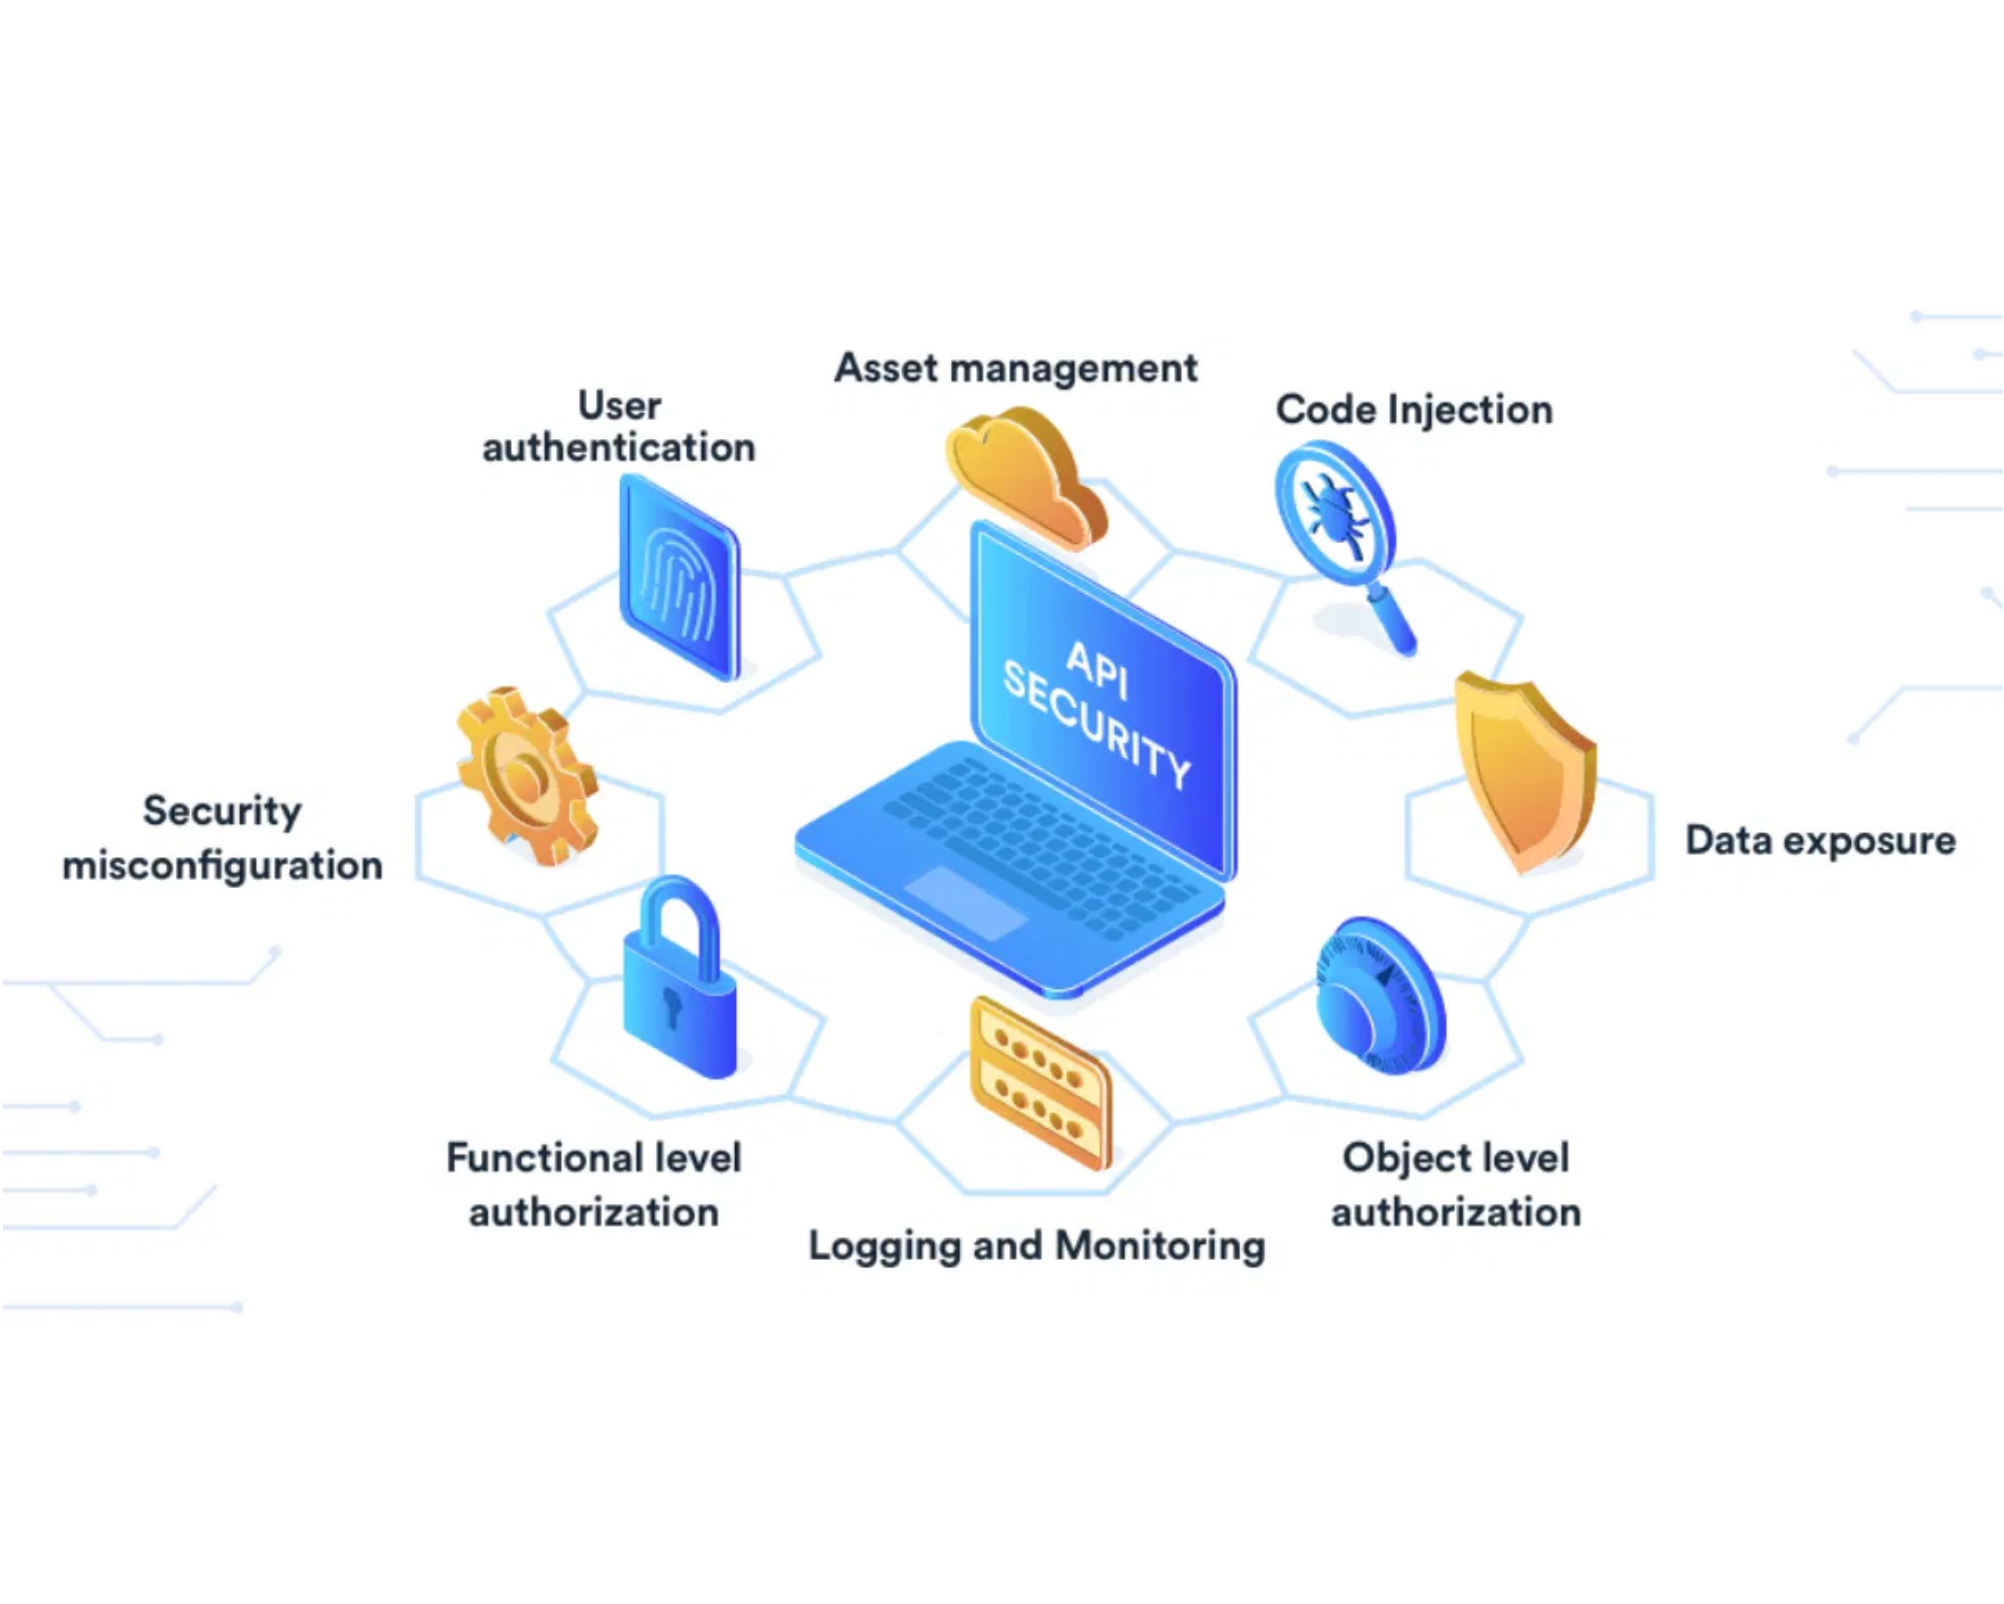 Asset management
User
authentication
Code Injection
API
SECURITY
Security
misconfiguration
Data exposure
Functional level
authorization
Object level
authorization
Logging and Monitoring